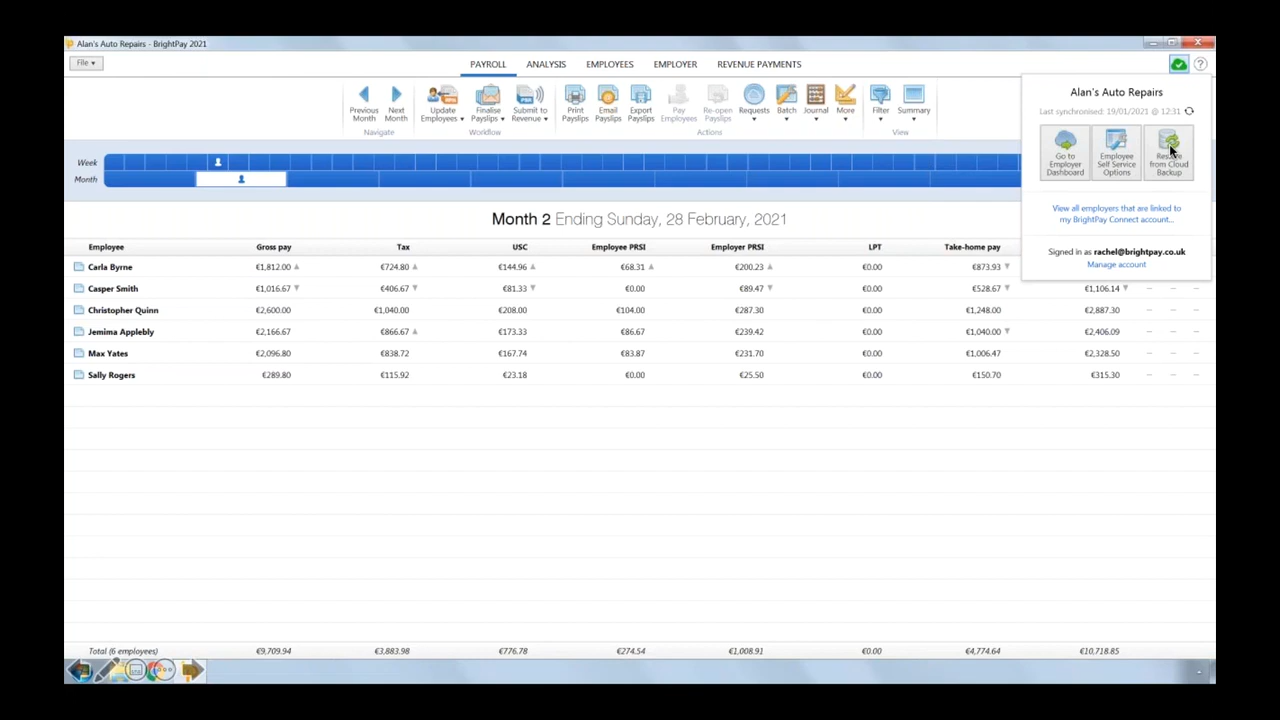 Alan's Auto Repairs - BrightPay 2021
File
PAYROLL ANALYSIS EMPLOYEES EMPLOYER REVENUE PAYMENTS
Previous Month Next Month Update Employees Finalise Payslips Submit to Revenue Print Payslips Email Payslips Export Payslips Pay Employees Re-open Payslips Requests Batch Journal More Filter Summary
Navigate Workflow Actions View
Alan's Auto Repairs
Last synchronised: 19/01/2021 @ 12:31
Go to Employer Dashboard
Employee Self Service Options
from Cloud Backup
View all employers that are linked to
my BrightPay Connect account...
Signed in as rachel@brightpay.co.uk
Manage account
Week
Month
Month 2 Ending Sunday, 28 February, 2021
Employee Gross pay Tax USC Employee PRSI Employer PRSI LPT Take-home pay
Carla Byrne €1,812.00 €724.80 €144.96 €68.31 €200.23 €0.00 €873.93
Casper Smith €1,016.67 €406.67 €81.33 €0.00 €89.47 €0.00 €528.67 €1,106.14 – – –
Christopher Quinn €2,600.00 €1,040.00 €208.00 €104.00 €287.30 €0.00 €1,248.00 €2,887.30 – – –
Jemima Applebly €2,166.67 €866.67 €173.33 €86.67 €239.42 €0.00 €1,040.00 €2,406.09 – – –
Max Yates €2,096.80 €838.72 €167.74 €83.87 €231.70 €0.00 €1,006.47 €2,328.50 – – –
Sally Rogers €289.80 €115.92 €23.18 €0.00 €25.50 €0.00 €150.70 €315.30 – – –
Total (6 employees) €9,709.94 €3,883.98 €776.78 €274.54 €1,008.91 €0.00 €4,774.64 €10,718.85